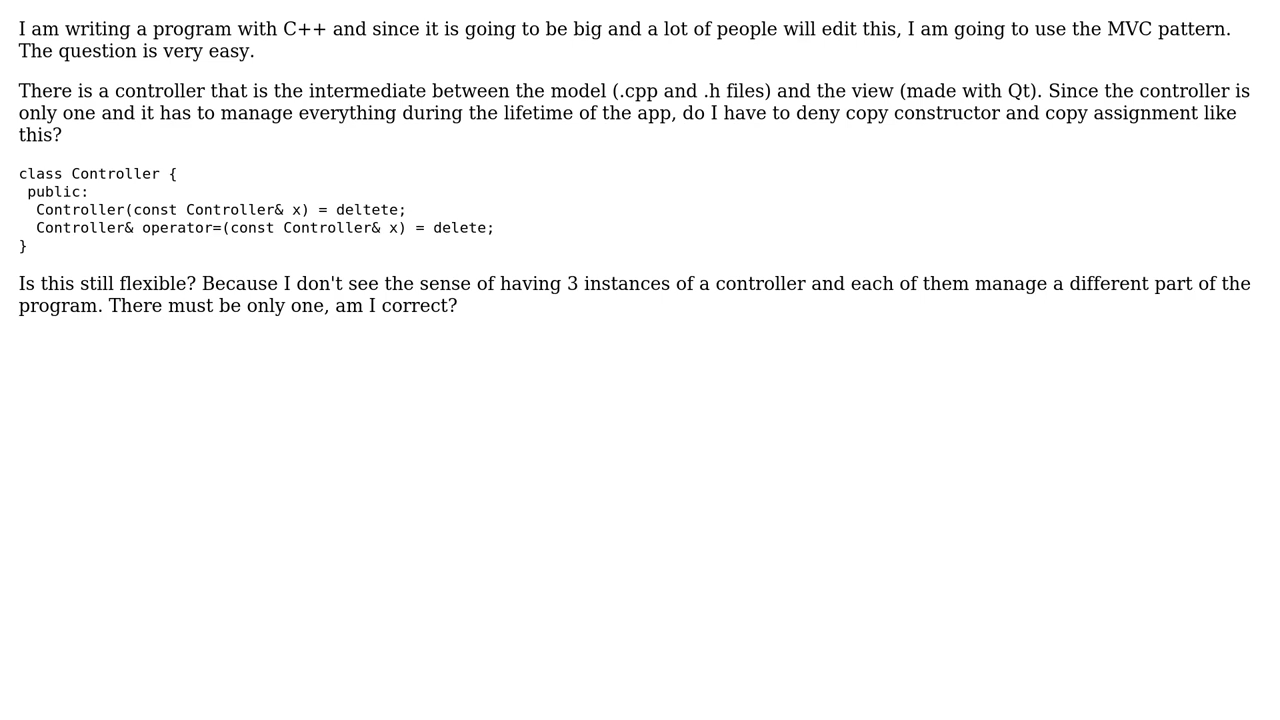 I am writing a program with C++ and since it is going to be big and a lot of people will edit this, I am going to use the MVC pattern.
The question is very easy.
There is a controller that is the intermediate between the model (.cpp and .h files) and the view (made with Qt). Since the controller is
only one and it has to manage everything during the lifetime of the app, do I have to deny copy constructor and copy assignment like
this?
class Controller {
 public:
  Controller(const Controller& x) = deltete;
  Controller& operator=(const Controller& x) = delete;
}
Is this still flexible? Because I don't see the sense of having 3 instances of a controller and each of them manage a different part of the
program. There must be only one, am I correct?